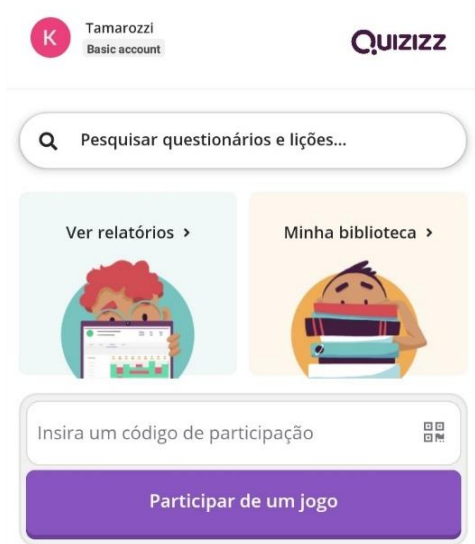 K
Tamarozzi
Basic account
QUIZIZZ
Pesquisar questionários e lições...
Ver relatórios >
Minha biblioteca >
Insira um código de participação
Participar de um jogo